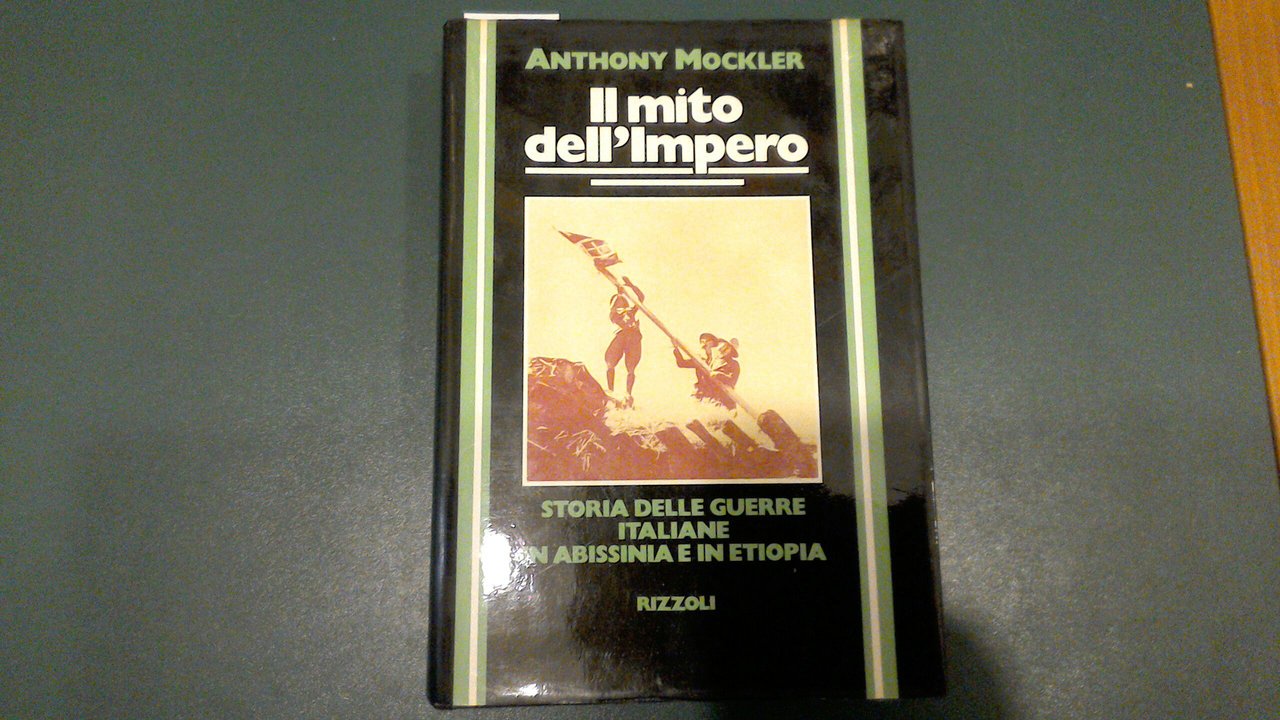 ANTHONY MOCKLER
Il mito
dell'Impero
STORIA DELLE GUERRE
ITALIANE
IN ABISSINIA E IN ETIOPIA
RIZZOLI